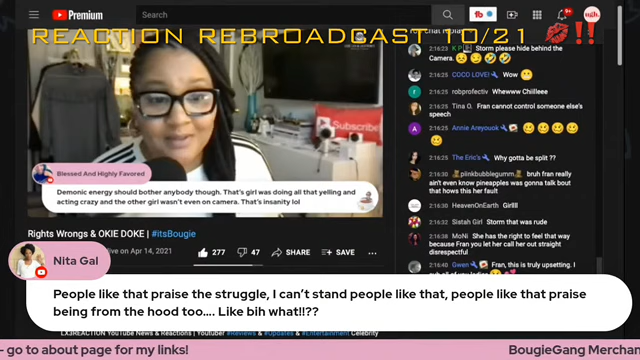 Premium
Search
9+
ugh.
REACTION REBROADCAST 10/21 💋‼
2:16:23 Storm please hide behind the
Camera.
2:16:25 COCO LOVE! Wow
2:16:25 robprofectiv Whewww Chiilleee
2:16:25 Tina O. Fran cannot control someone else's
speech
2:16:25 Annie Areyouok
2:16:25 The Eric's Why gotta be split ??
2:16:30 piinkbubblegum bruh fran really
ain't even know pineapples was gonna talk bout
that hows this her fault
2:16:30 HeavenOnEarth Girlll
2:16:32 Sistah Girl Storm that was rude
2:16:38 MoNi She has the right to feel that way
because Fran you let her call her out straight
disrespectful
2:16:40 Gwen Fran, this is truly upsetting. I
Subscribe
Blessed And Highly Favored
Demonic energy should bother anybody though. That's girl was doing all that yelling and
acting crazy and the other girl wasn't even on camera. That's insanity lol
Rights Wrongs & OKIE DOKE | #itsBougie
live on Apr 14, 2021
277
47
SHARE
SAVE
Nita Gal
People like that praise the struggle, I can't stand people like that, people like that praise
being from the hood too.... Like bih what!!??
LX3REACTION YouTube News & Reactions | Youtuber #Reviews & #Updates & #Entertainment Celebrity
- go to about page for my links!
BougieGang Merchan